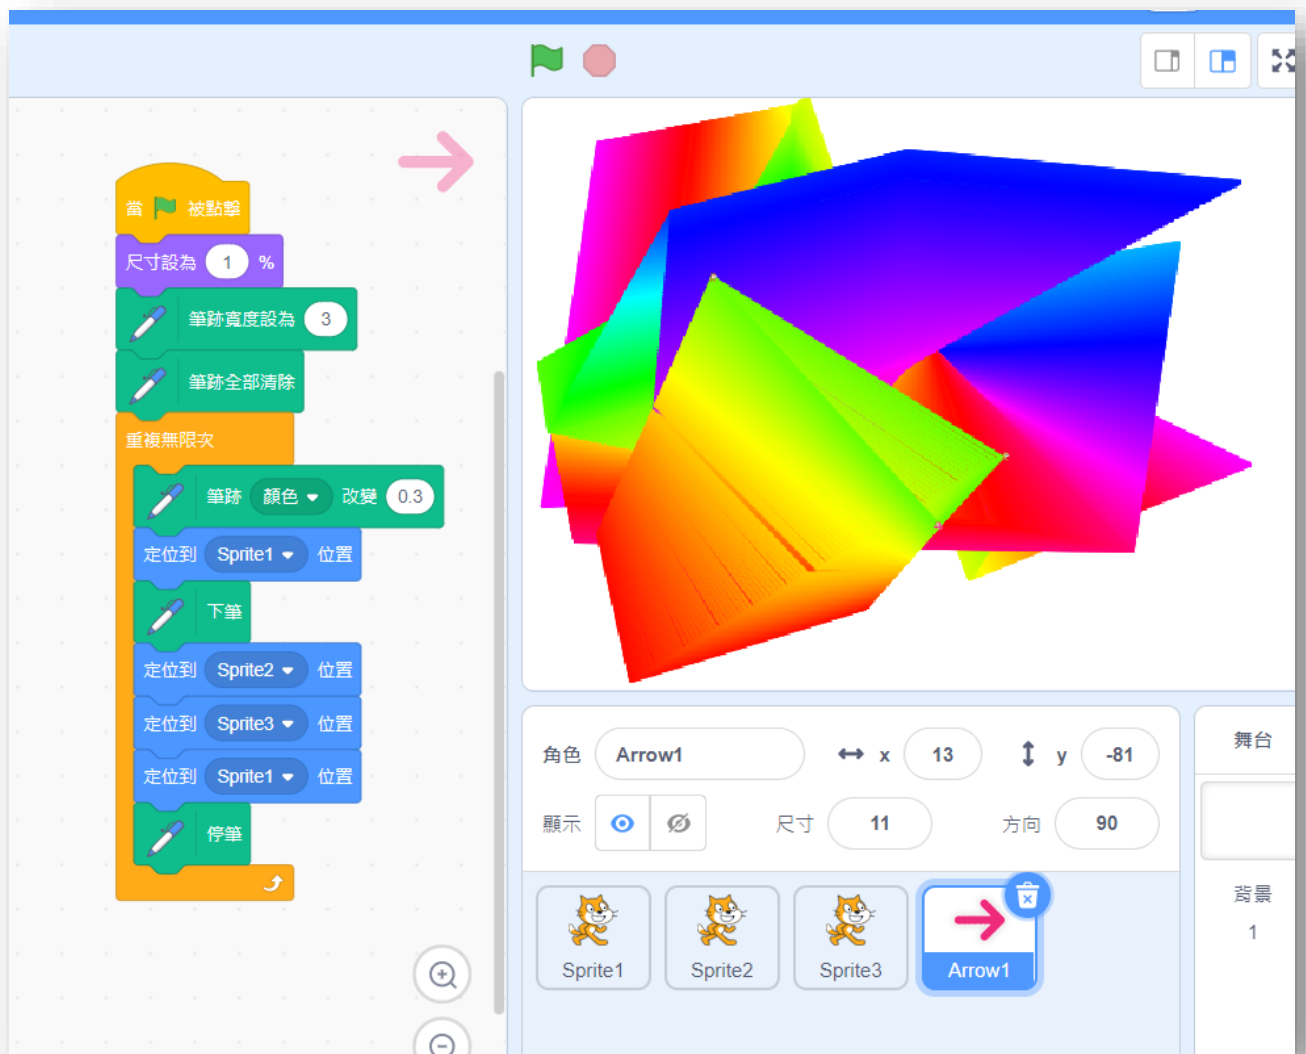 當 被點擊
尺寸設為 1 %
筆跡寬度設為 3
筆跡全部清除
重複無限次
筆跡 顏色 改變 0.3
定位到 Sprite1 位置
下筆
定位到 Sprite2 位置
定位到 Sprite3 位置
定位到 Sprite1 位置
停筆
角色 Arrow1 x 13 y -81
顯示 尺寸 11 方向 90
Sprite1 Sprite2 Sprite3 Arrow1
舞台
背景
1